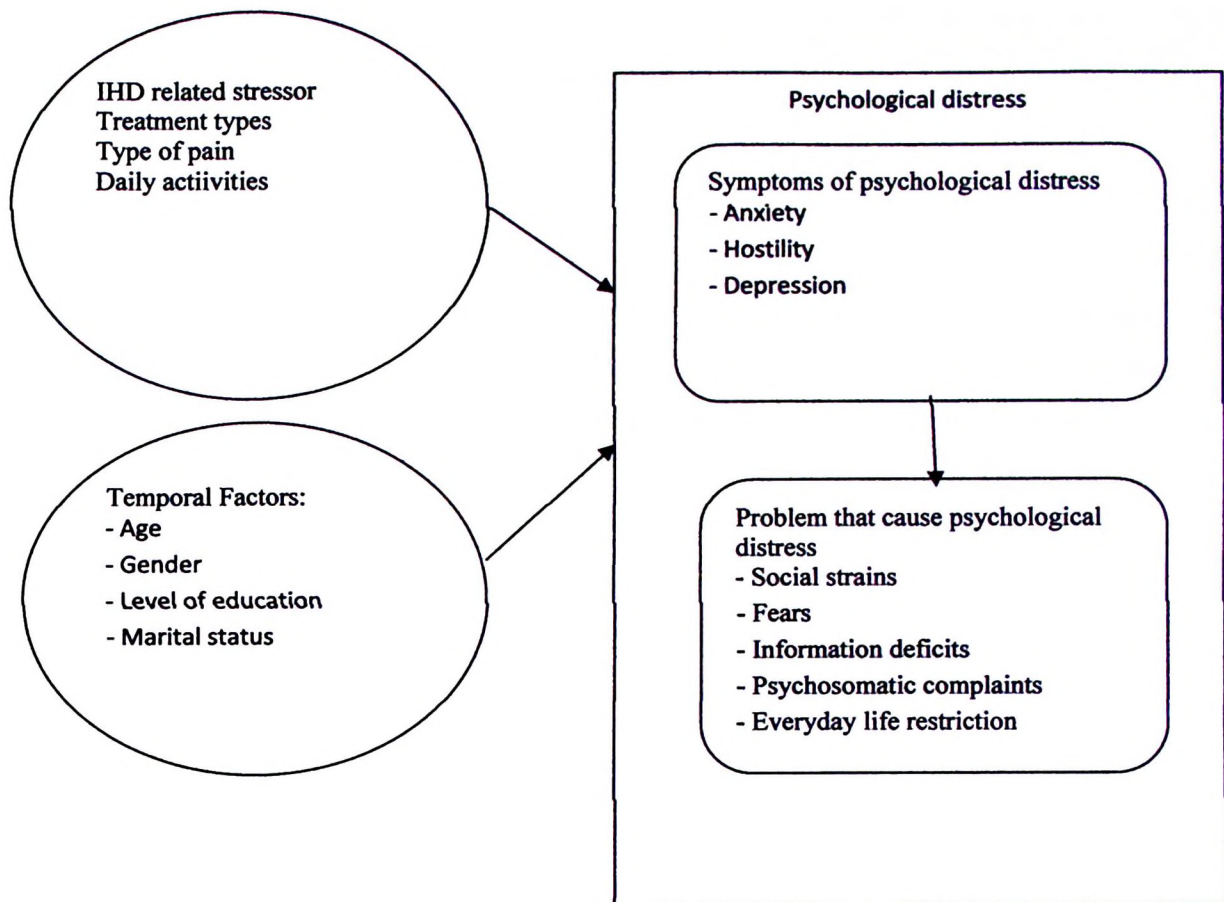 IHD related stressor
Treatment types
Type of pain
Daily actiivities
Temporal Factors:
- Age
- Gender
- Level of education
- Marital status
Psychological distress
Symptoms of psychological distress
- Anxiety
- Hostility
- Depression
Problem that cause psychological
distress
- Social strains
- Fears
- Information deficits
- Psychosomatic complaints
- Everyday life restriction